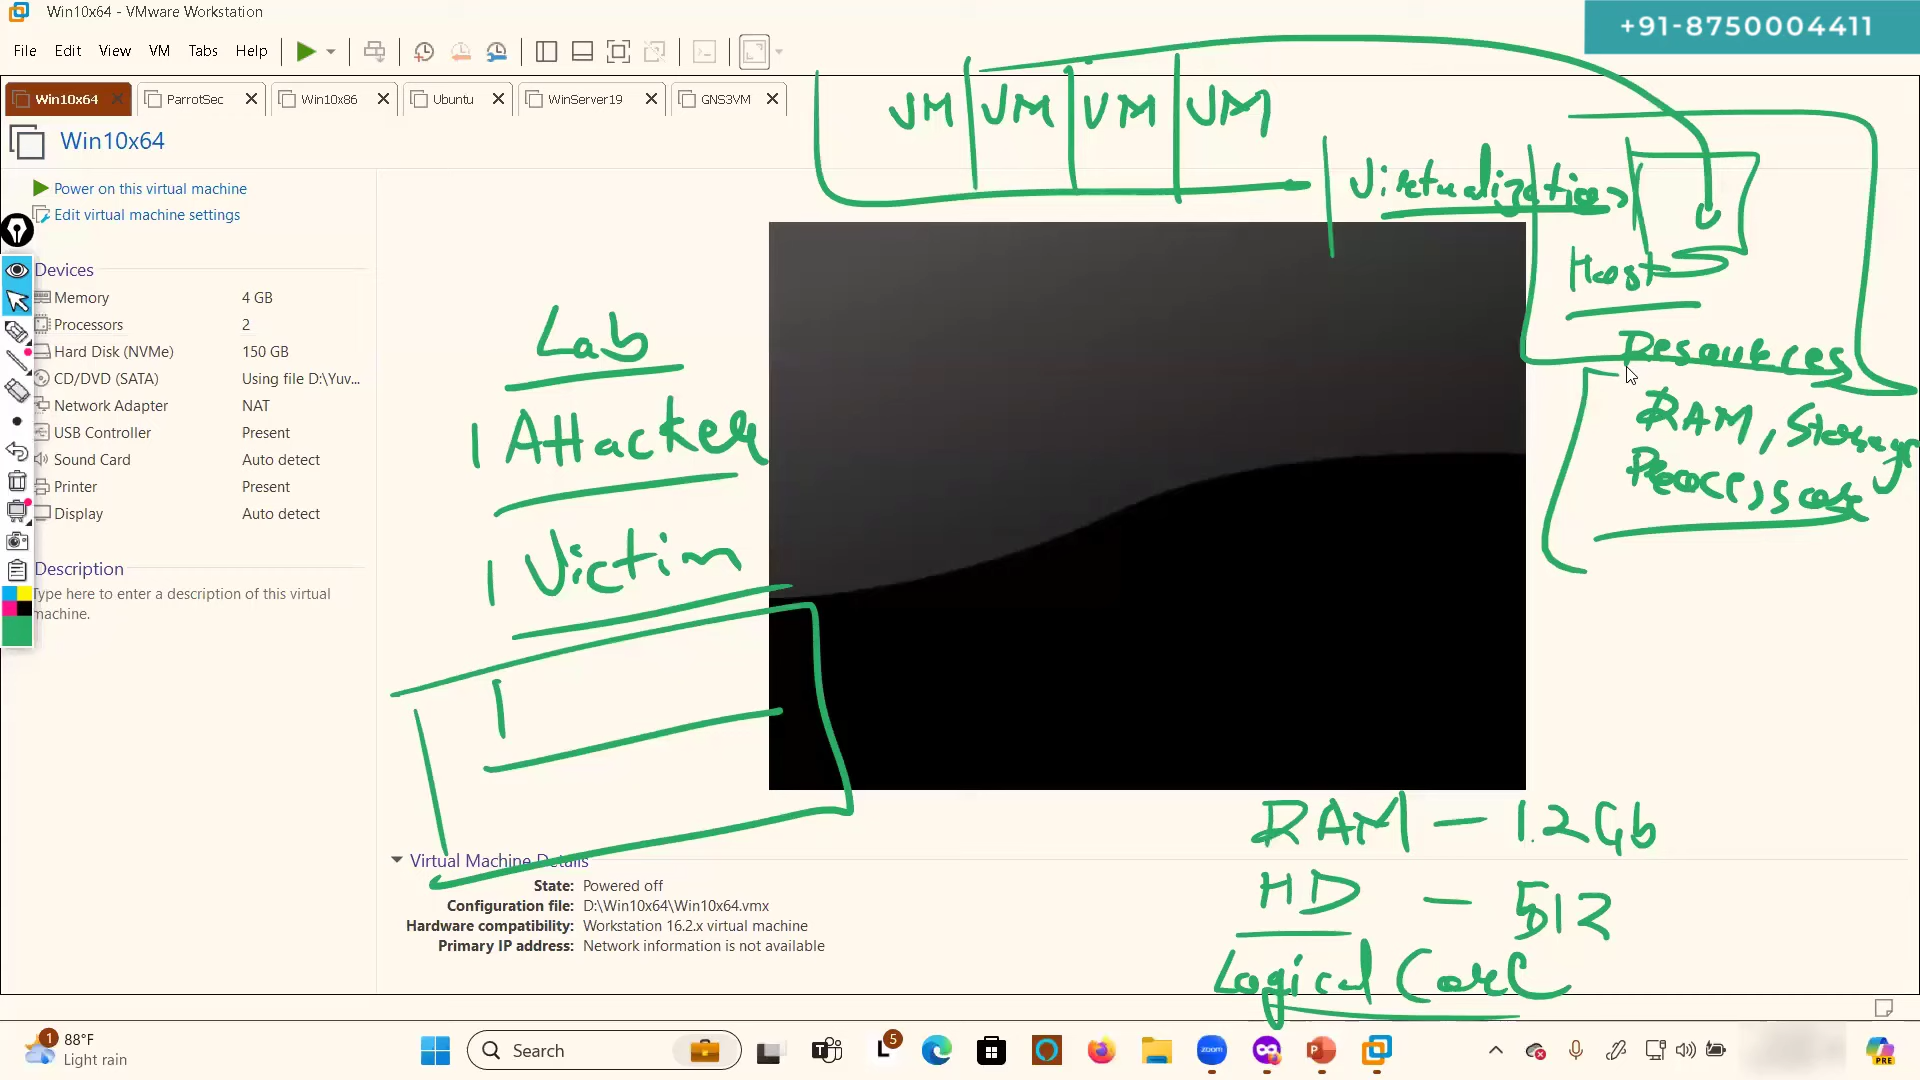 Win10x64 - VMware Workstation
+91-8750004411
File Edit View VM Tabs Help
Win10x64 ParrotSec Win10x86 Ubuntu WinServer19 GNS3VM
VM VM VM VM
Win10x64
Virtualization
Power on this virtual machine
Edit virtual machine settings
Host
Devices
Memory 4 GB
Processors 2
Hard Disk (NVMe) 150 GB
CD/DVD (SATA) Using file D:\Yuv...
Network Adapter NAT
USB Controller Present
Sound Card Auto detect
Printer Present
Display Auto detect
Lab
1 Attacker
1 Victim
Resources
RAM, Storage
Processor
Description
Type here to enter a description of this virtual
machine.
RAM - 12Gb
HD - 512
Logical Core
Virtual Machine Details
State: Powered off
Configuration file: D:\Win10x64\Win10x64.vmx
Hardware compatibility: Workstation 16.2.x virtual machine
Primary IP address: Network information is not available
1
88°F
Light rain
Search
5
zoom
PRE